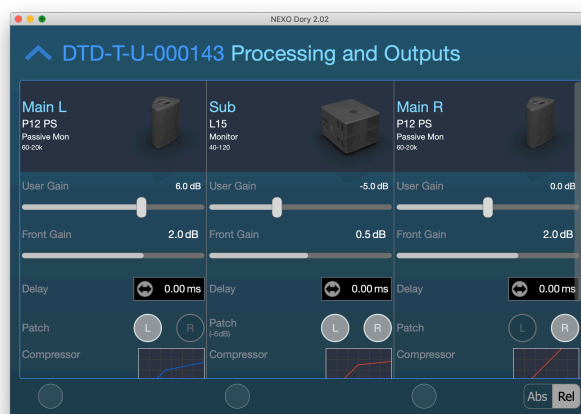 NEXO Dory 2.02
DTD-T-U-000143 Processing and Outputs
Main L
P12 PS
Passive Mon
60-20k
Sub
L15
Monitor
40-120
Main R
P12 PS
Passive Mon
60-20k
User Gain 6.0 dB
User Gain -5.0 dB
User Gain 0.0 dB
Front Gain 2.0 dB
Front Gain 0.5 dB
Front Gain 2.0 dB
Delay 0.00 ms
Delay 0.00 ms
Delay 0.00 ms
Patch L R
Patch L R
(-6dB)
Patch L R
Compressor
Compressor
Compressor
Abs Rel